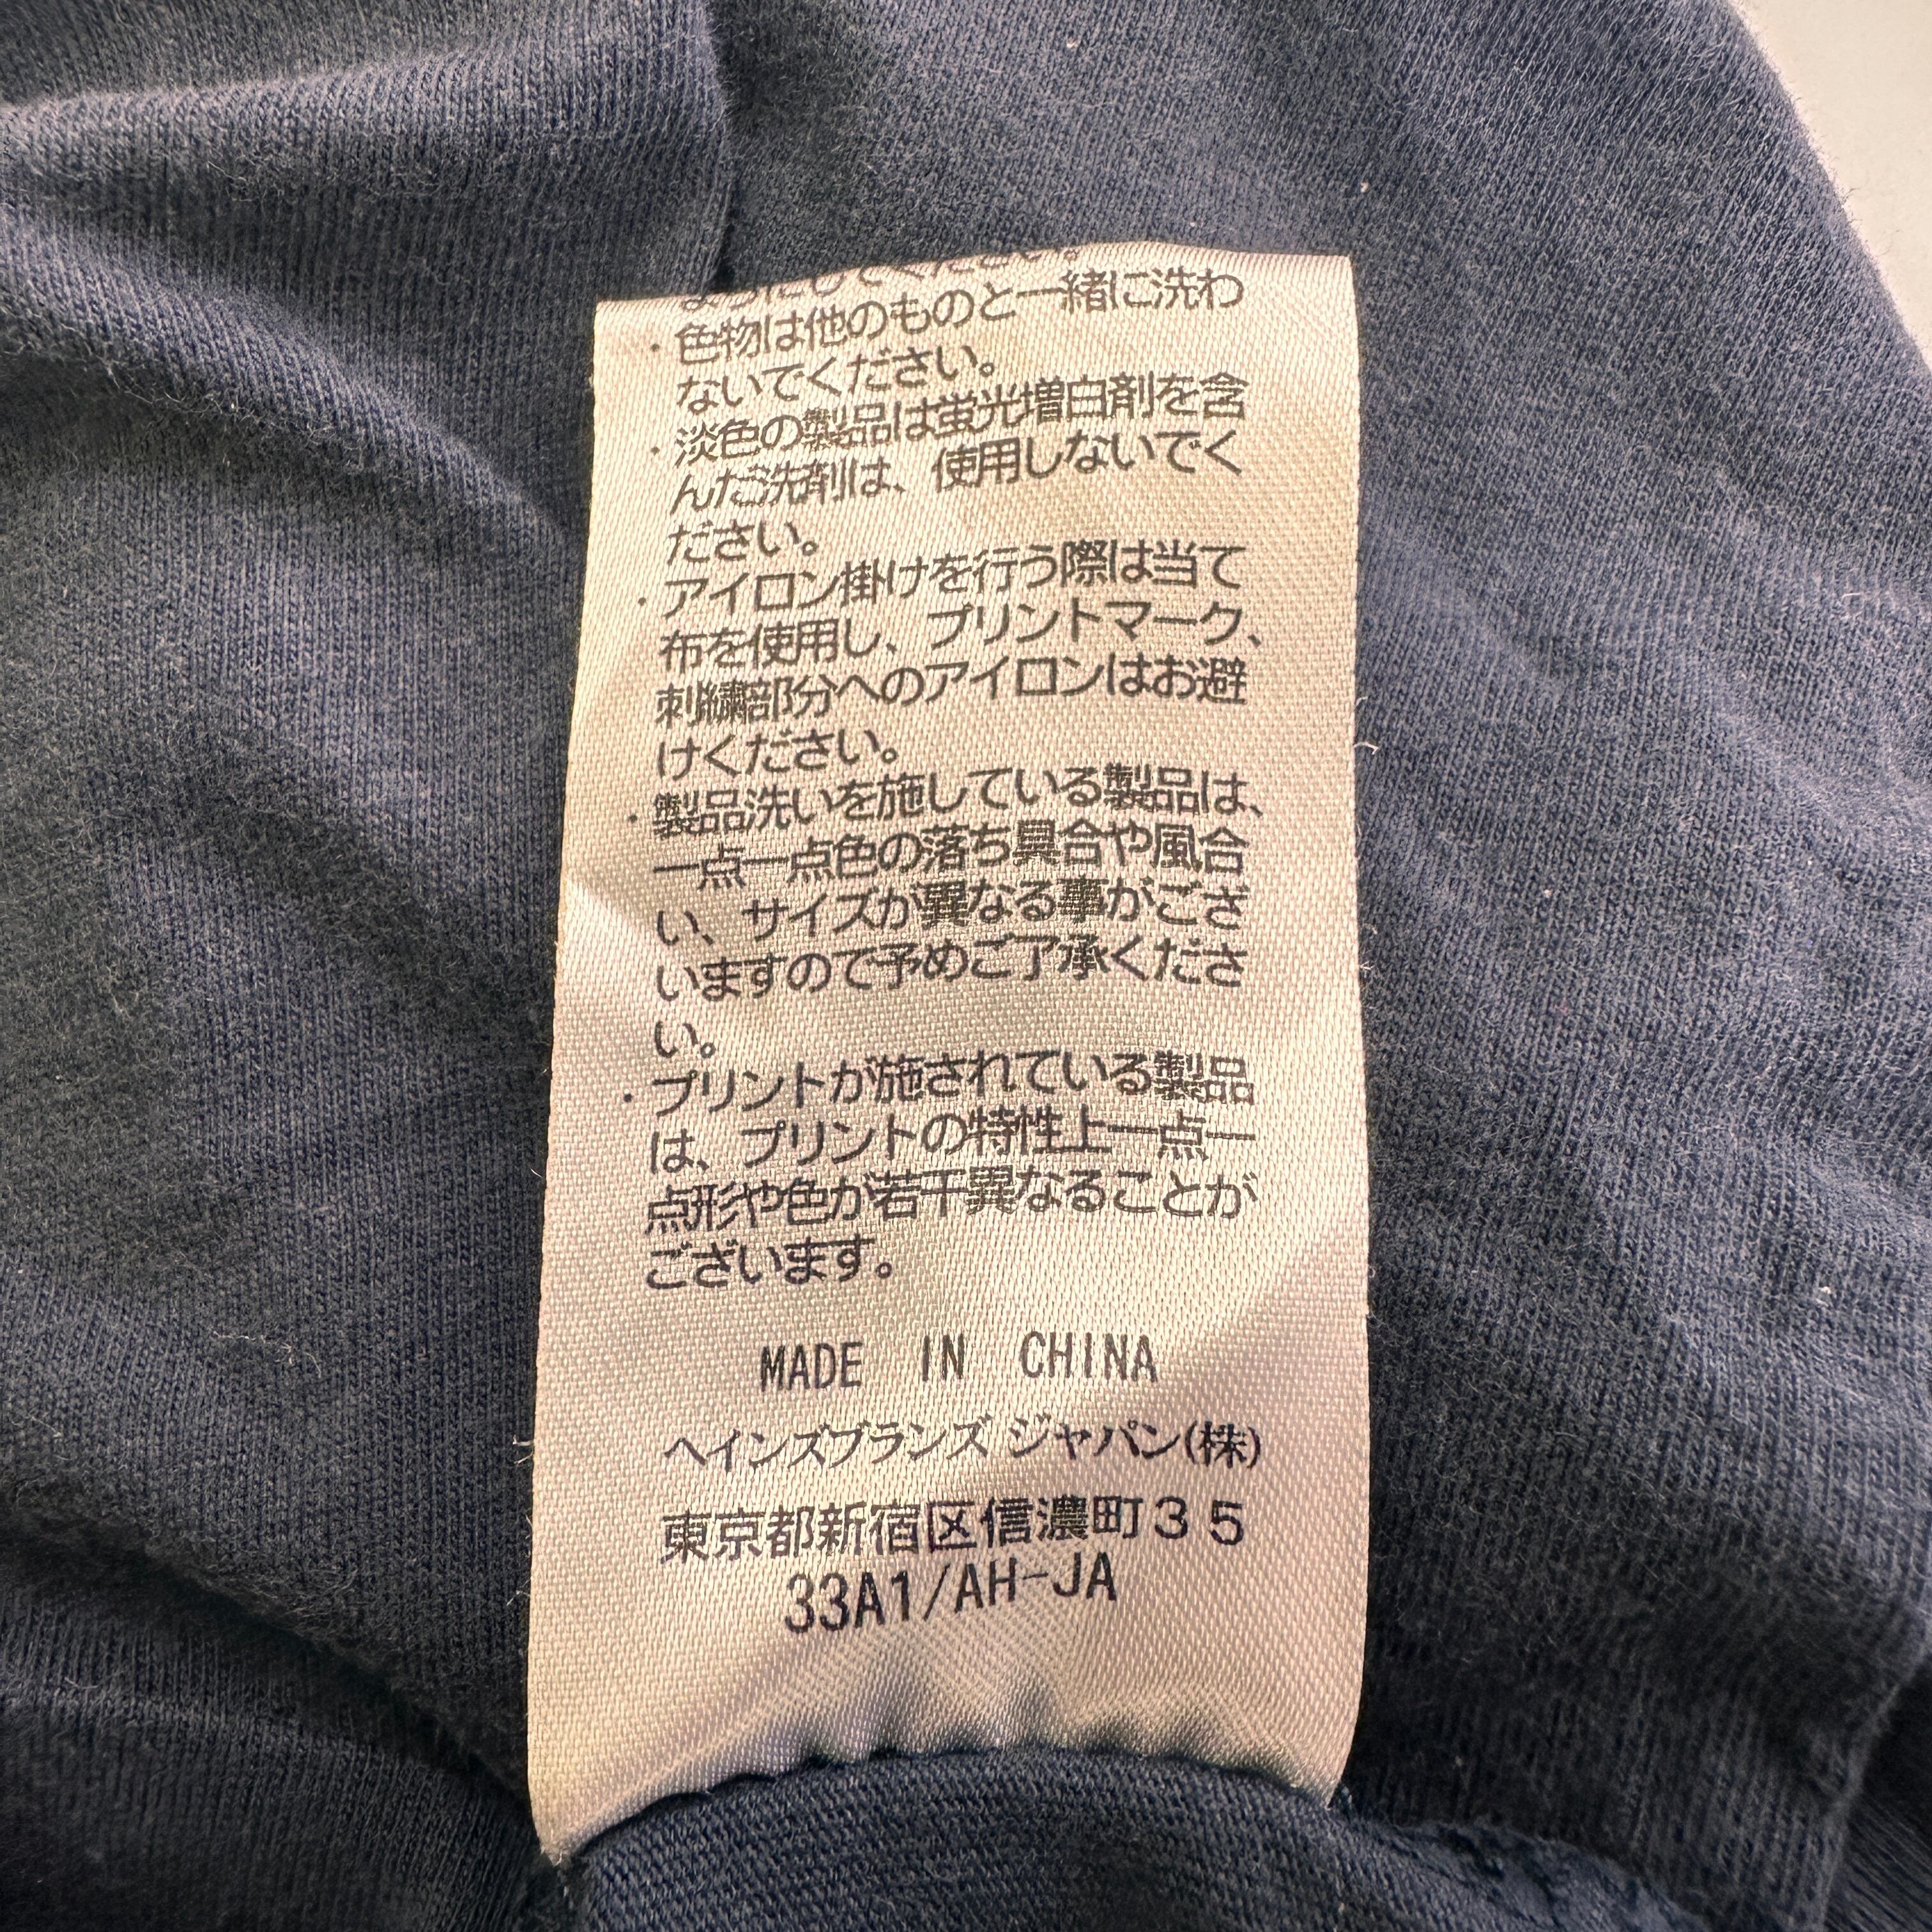 ようにしてください。
・色物は他のものと一緒に洗わ
ないでください。
・淡色の製品は蛍光増白剤を含
んだ洗剤は、使用しないでく
ださい。
・アイロン掛けを行う際は当て
布を使用し、プリントマーク、
刺繍部分へのアイロンはお避
けください。
・製品洗いを施している製品は、
一点一点色の落ち具合や風合
い、サイズが異なる事がござ
いますので予めご了承くださ
い。
・プリントが施されている製品
は、プリントの特性上一点一
点形や色が若干異なることが
ございます。
MADE IN CHINA
ヘインズブランズ ジャパン(株)
東京都新宿区信濃町35
33A1/AH-JA